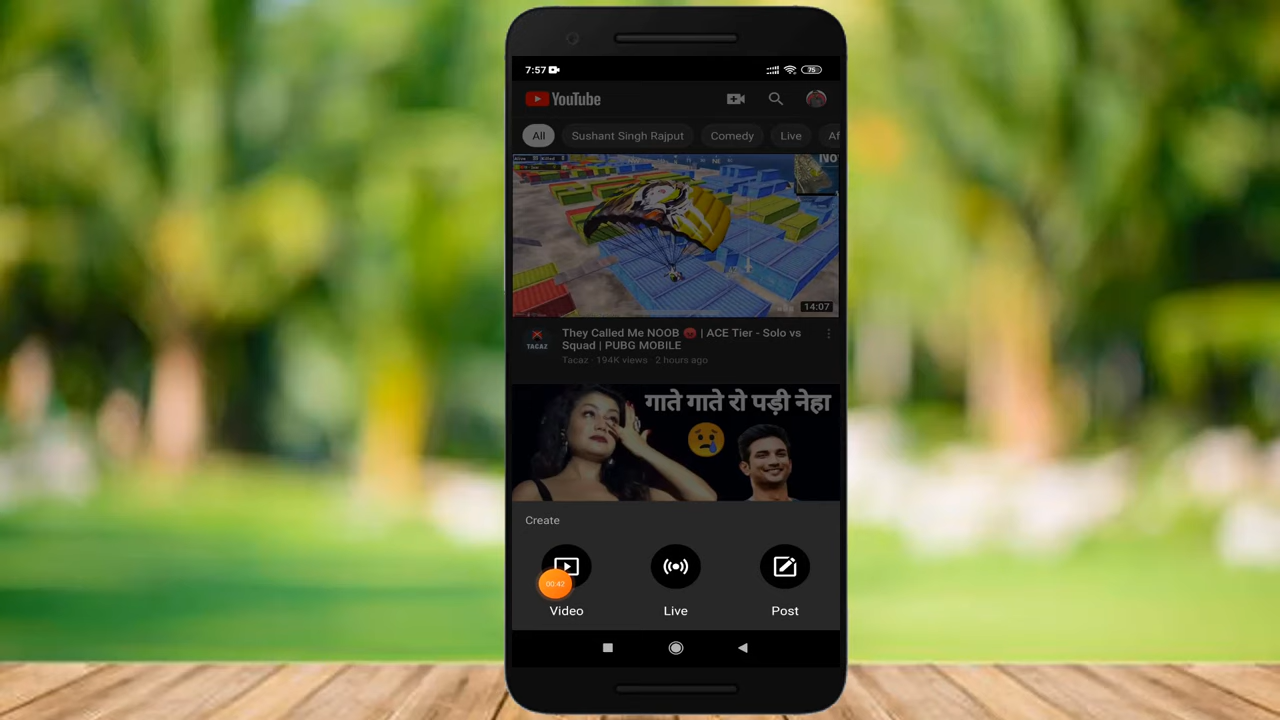 7:57
75
YouTube
All
Sushant Singh Rajput
Comedy
Live
Af
No
14:07
TACAZ
They Called Me NOOB 😡 | ACE Tier - Solo vs
Squad | PUBG MOBILE
Tacaz · 194K views · 2 hours ago
गाते गाते रो पड़ी नेहा
Create
00:42
Video
Live
Post